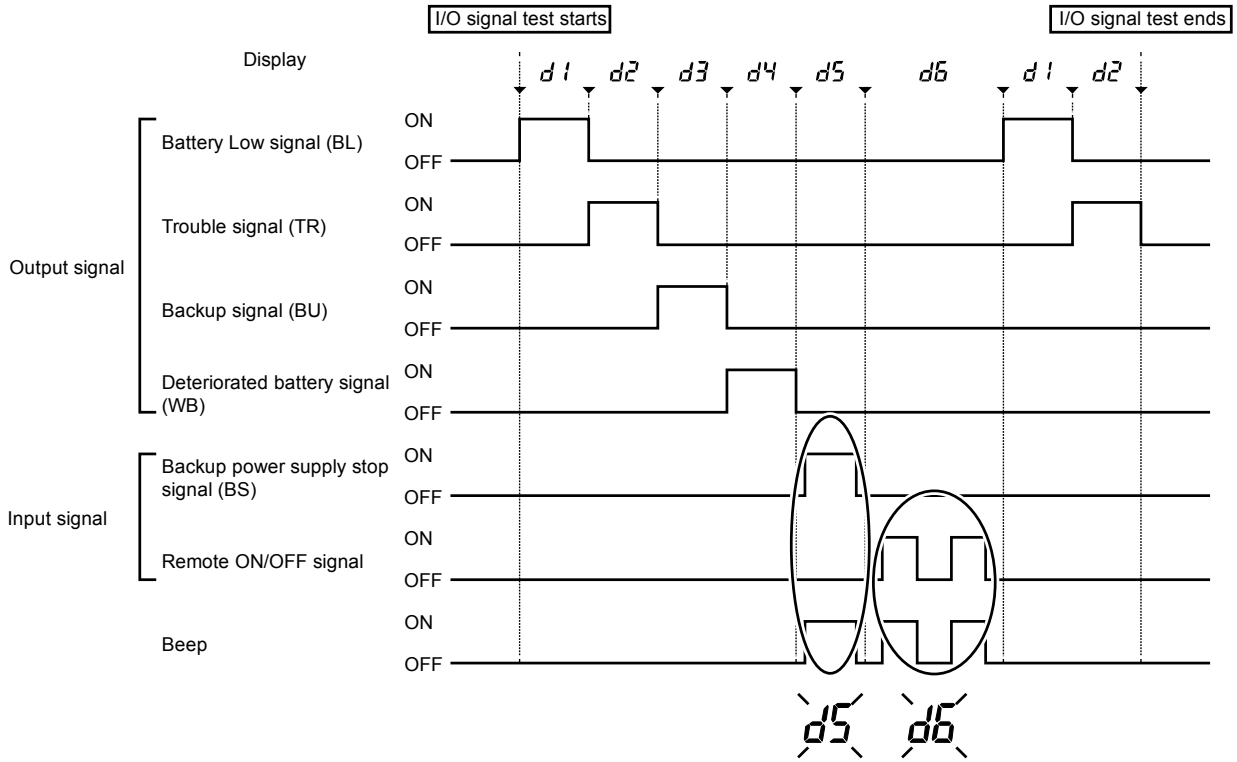 I/O signal test starts
I/O signal test ends
Display
d1 d2 d3 d4 d5 d6 d1 d2
Output signal
Battery Low signal (BL)
ON
OFF
Trouble signal (TR)
ON
OFF
Backup signal (BU)
ON
OFF
Deteriorated battery signal
(WB)
ON
OFF
Input signal
Backup power supply stop
signal (BS)
ON
OFF
Remote ON/OFF signal
ON
OFF
Beep
ON
OFF
d5 d6